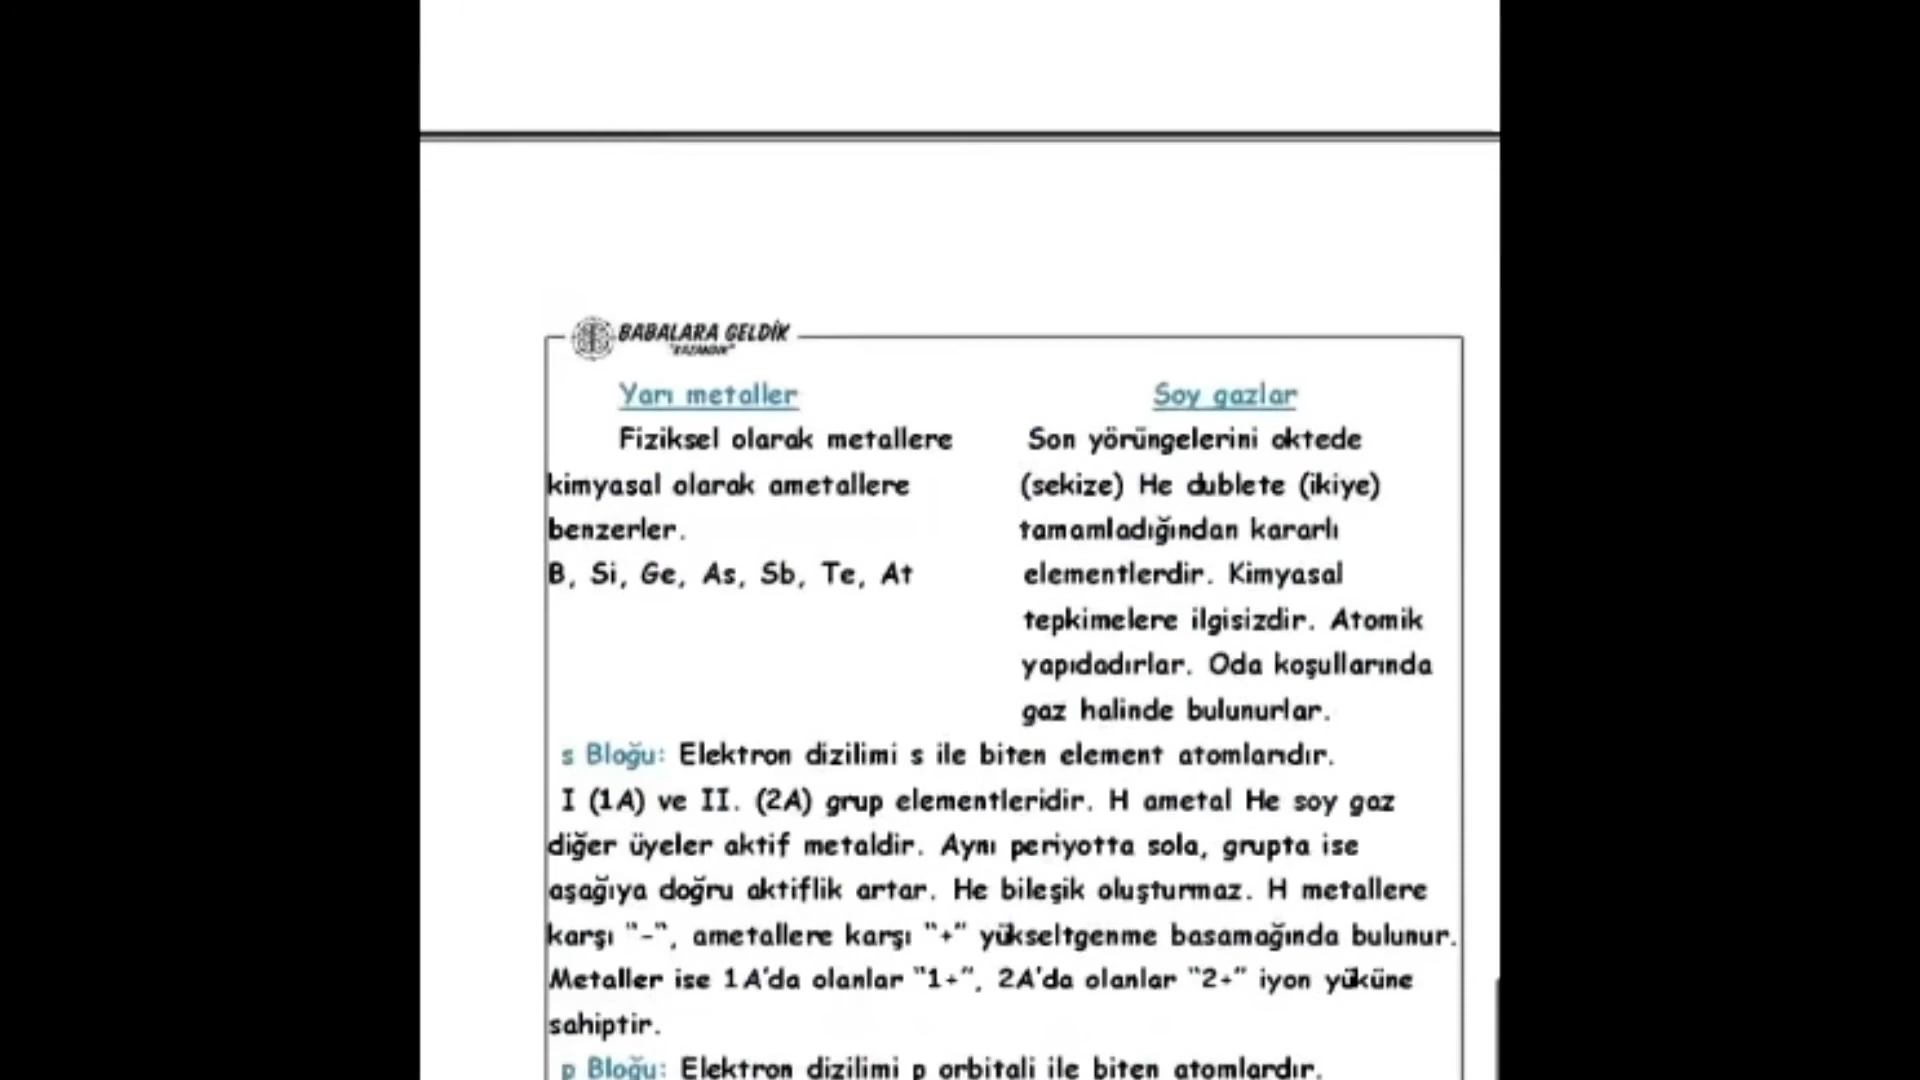 BABALARA GELDİK
"KAZANDIK"
Yarı metaller
Fiziksel olarak metallere
kimyasal olarak ametallere
benzerler.
B, Si, Ge, As, Sb, Te, At
Soy gazlar
Son yörüngelerini oktede
(sekize) He dublete (ikiye)
tamamladığından kararlı
elementlerdir. Kimyasal
tepkimelere ilgisizdir. Atomik
yapıdadırlar. Oda koşullarında
gaz halinde bulunurlar.
s Bloğu: Elektron dizilimi s ile biten element atomlarıdır.
I (1A) ve II. (2A) grup elementleridir. H ametal He soy gaz
diğer üyeler aktif metaldir. Aynı periyotta sola, grupta ise
aşağıya doğru aktiflik artar. He bileşik oluşturmaz. H metallere
karşı "-", ametallere karşı "+" yükseltgenme basamağında bulunur.
Metaller ise 1A'da olanlar "1+", 2A'da olanlar "2+" iyon yüküne
sahiptir.
p Bloğu: Elektron dizilimi p orbitali ile biten atomlardır.